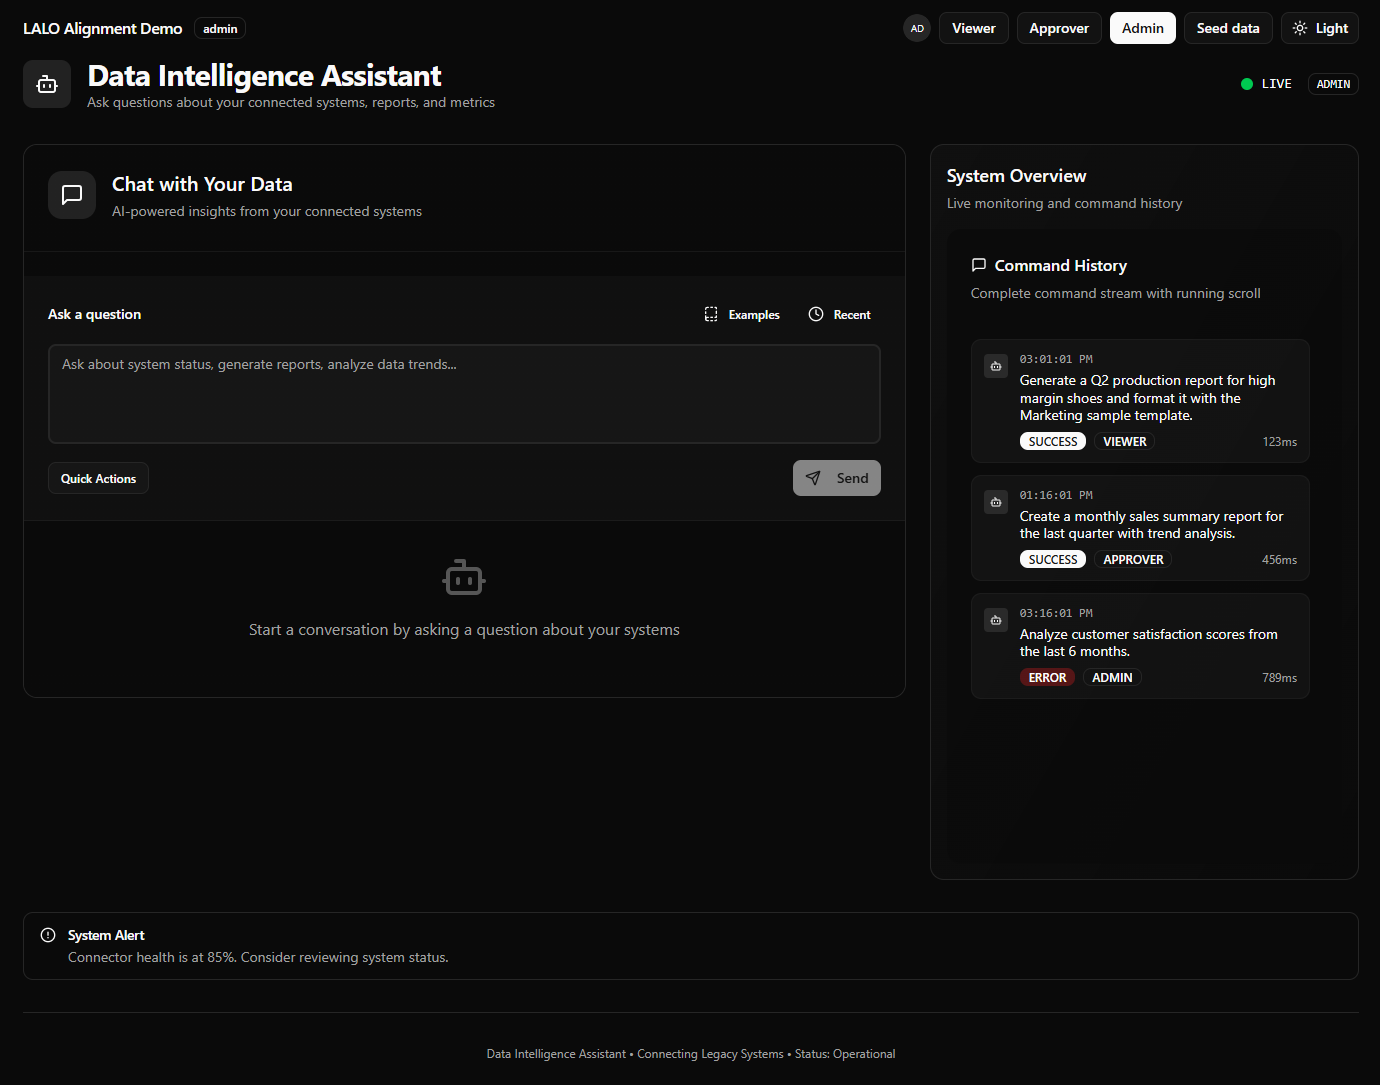 LALO Alignment Demo
admin
AD
Viewer
Approver
Admin
Seed data
Light
Data Intelligence Assistant
Ask questions about your connected systems, reports, and metrics
LIVE
ADMIN
Chat with Your Data
AI-powered insights from your connected systems
Ask a question
Examples
Recent
Ask about system status, generate reports, analyze data trends...
Quick Actions
Send
Start a conversation by asking a question about your systems
System Overview
Live monitoring and command history
Command History
Complete command stream with running scroll
03:01:01 PM
Generate a Q2 production report for high
margin shoes and format it with the
Marketing sample template.
SUCCESS
VIEWER
123ms
01:16:01 PM
Create a monthly sales summary report for
the last quarter with trend analysis.
SUCCESS
APPROVER
456ms
03:16:01 PM
Analyze customer satisfaction scores from
the last 6 months.
ERROR
ADMIN
789ms
System Alert
Connector health is at 85%. Consider reviewing system status.
Data Intelligence Assistant • Connecting Legacy Systems • Status: Operational